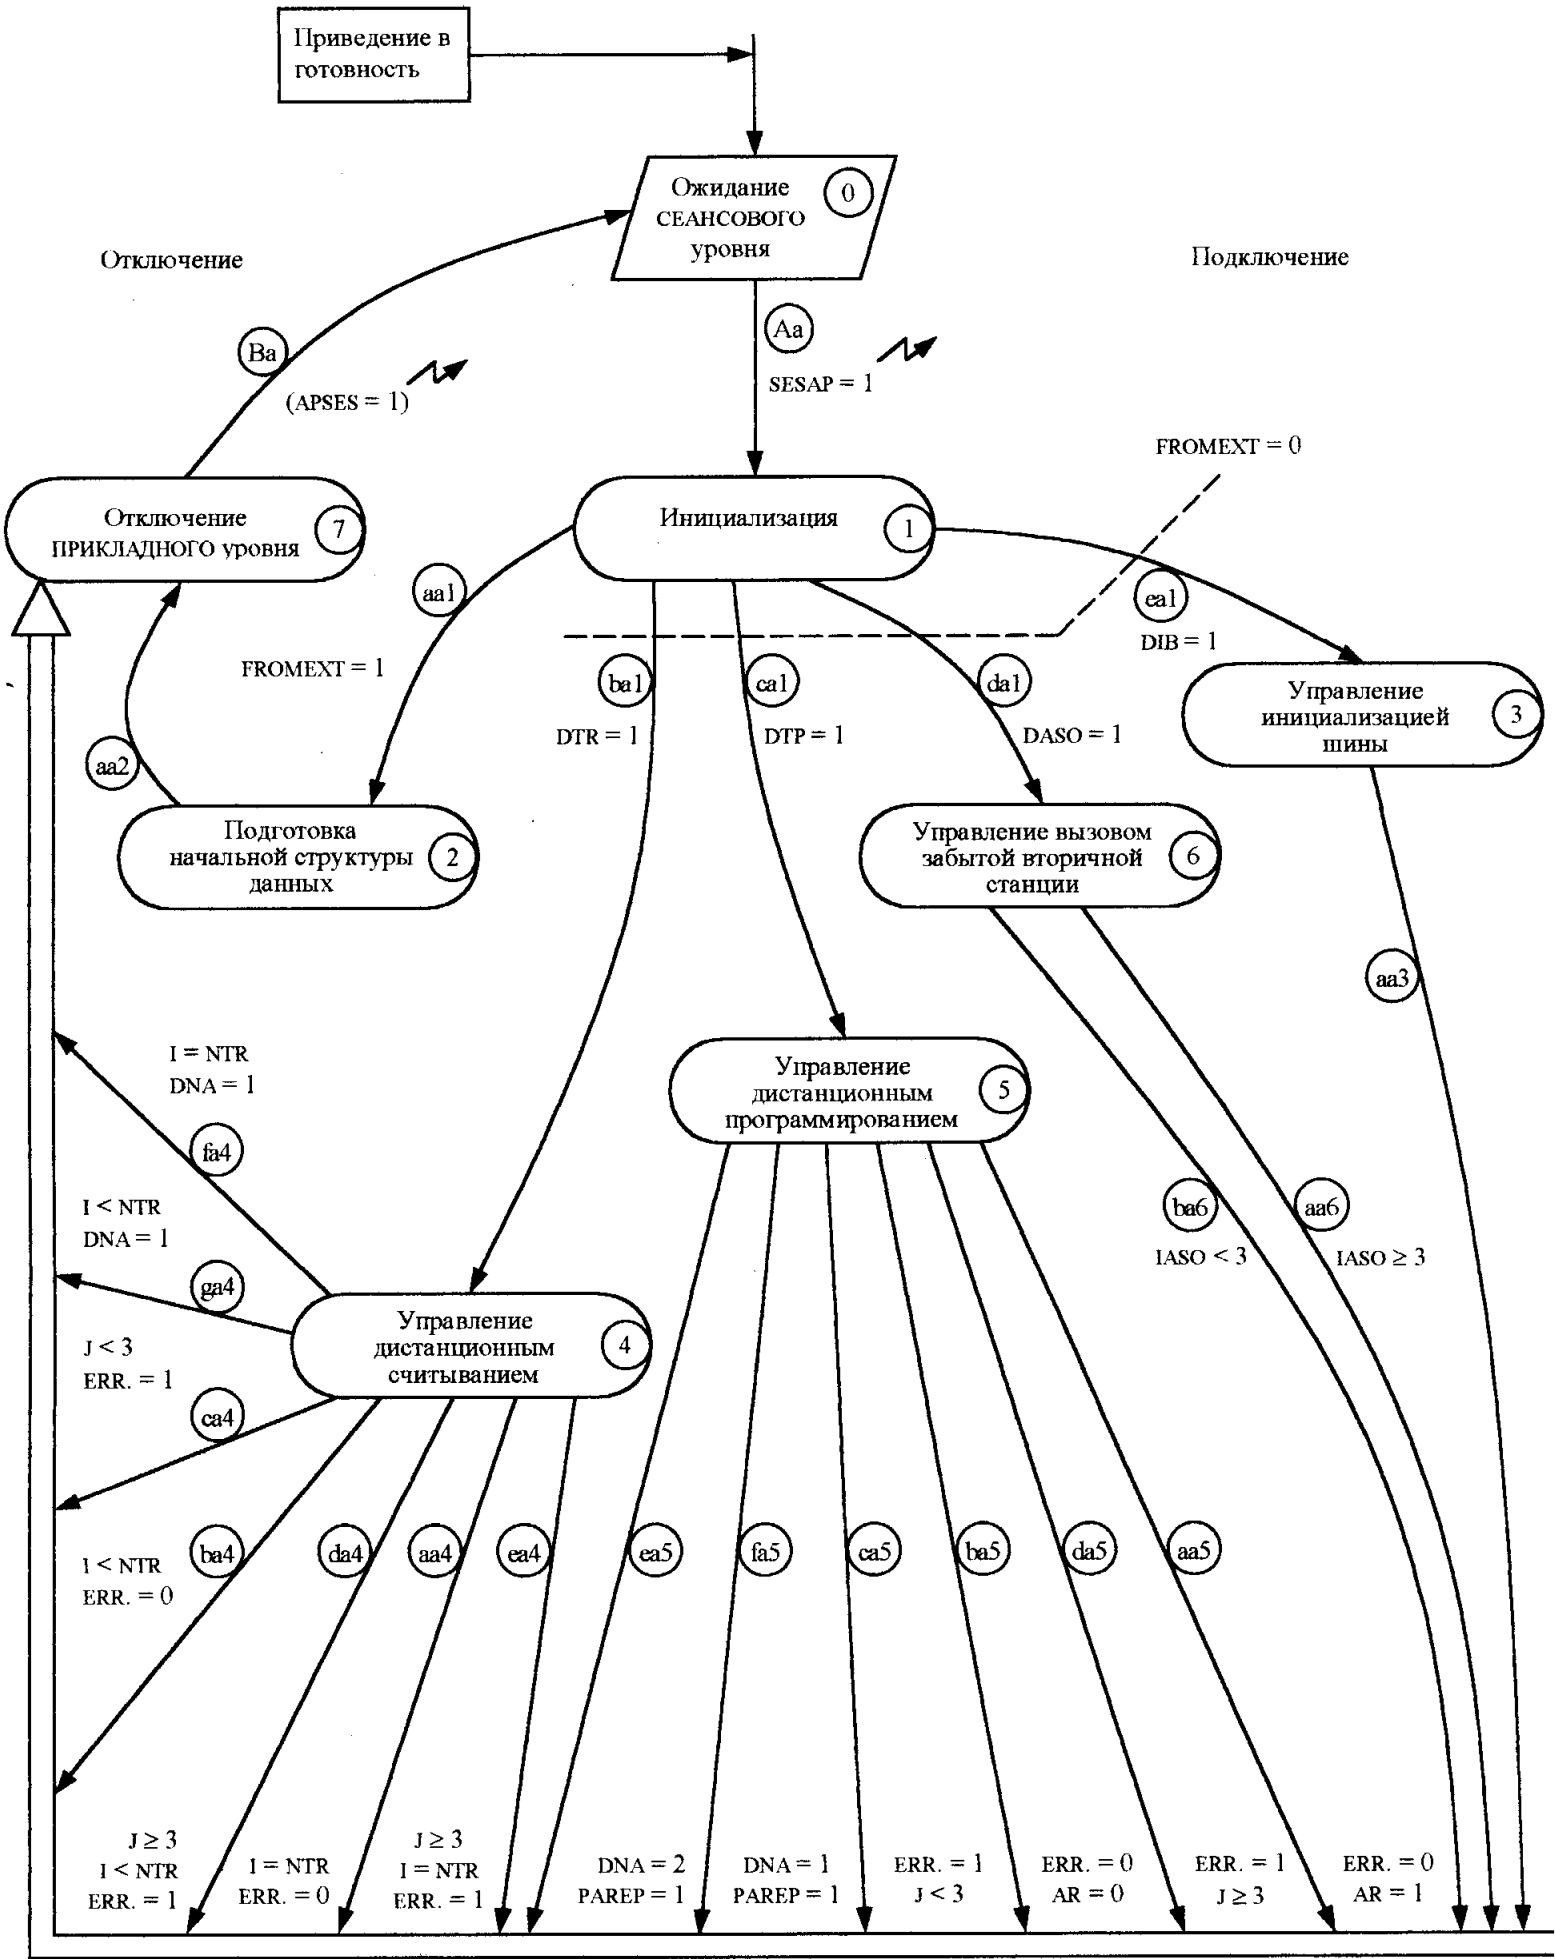 Приведение в
готовность
Ожидание
СЕАНСОВОГО
уровня
0
Отключение
Подключение
Aa
SESAP = 1
Ba
(APSES = 1)
FROMEXT = 0
Отключение
ПРИКЛАДНОГО уровня
7
Инициализация
1
aa1
FROMEXT = 1
ba1
DTR = 1
ca1
DTP = 1
da1
DASO = 1
ea1
DIB = 1
Управление
инициализацией
шины
3
aa2
Подготовка
начальной структуры
данных
2
Управление вызовом
забытой вторичной
станции
6
aa3
Управление
дистанционным
программированием
5
I = NTR
DNA = 1
fa4
I < NTR
DNA = 1
ga4
ba6
IASO < 3
aa6
IASO ≥ 3
Управление
дистанционным
считыванием
4
J < 3
ERR. = 1
ca4
I < NTR
ERR. = 0
ba4
da4
aa4
ea4
ea5
fa5
ca5
ba5
da5
aa5
J ≥ 3
I < NTR
ERR. = 1
I = NTR
ERR. = 0
J ≥ 3
I = NTR
ERR. = 1
DNA = 2
PAREP = 1
DNA = 1
PAREP = 1
ERR. = 1
J < 3
ERR. = 0
AR = 0
ERR. = 1
J ≥ 3
ERR. = 0
AR = 1